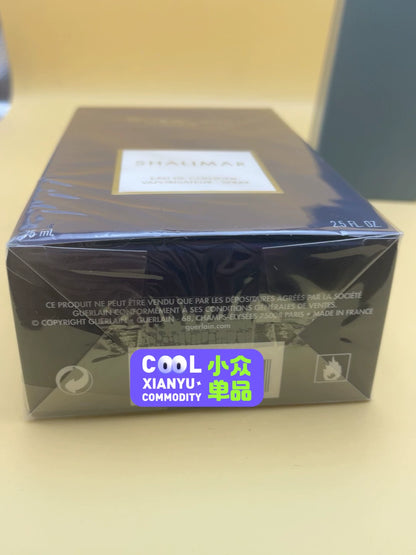 SHALIMAR
EAU DE COLOGNE
VAPORISATEUR SPRAY
75 mL
2.5 FL. OZ.
CE PRODUIT NE PEUT ÊTRE VENDU QUE PAR LES DÉPOSITAIRES AGRÉÉS PAR LA SOCIÉTÉ
GUERLAIN CONFORMÉMENT À SES CONDITIONS GÉNÉRALES DE VENTES.
© COPYRIGHT GUERLAIN - GUERLAIN - 68, CHAMPS-ELYSÉES 75008 PARIS • MADE IN FRANCE
guerlain.com
COOL 小众
XIANYU 单品
COMMODITY